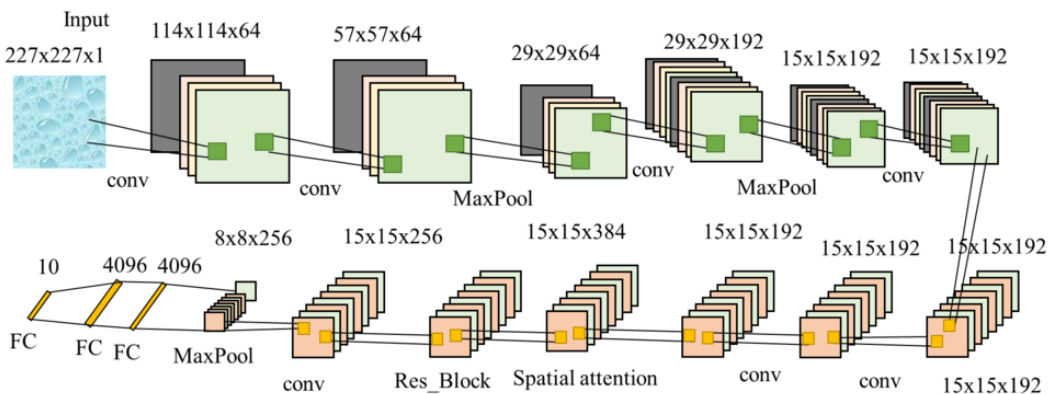 Input
227x227x1
114x114x64
57x57x64
29x29x64
29x29x192
15x15x192
15x15x192
conv
conv
MaxPool
conv
MaxPool
conv
10
4096
4096
8x8x256
15x15x256
15x15x384
15x15x192
15x15x192
15x15x192
FC
FC
FC
MaxPool
conv
Res_Block
Spatial attention
conv
conv
15x15x192